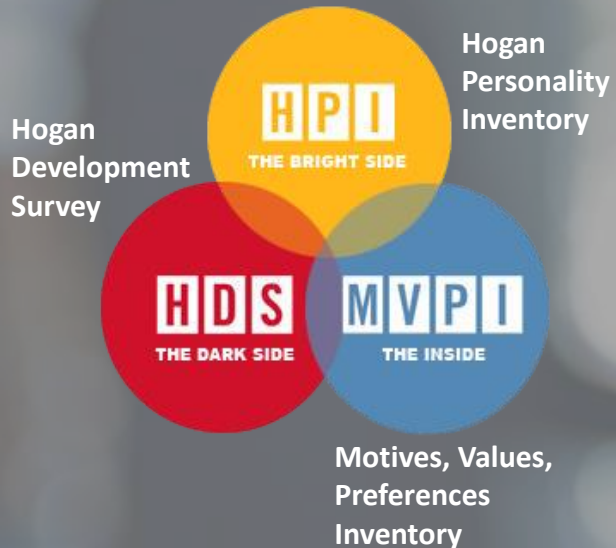 Hogan
Personality
Inventory
HPI
THE BRIGHT SIDE
Hogan
Development
Survey
HDS
THE DARK SIDE
MVPI
THE INSIDE
Motives, Values,
Preferences
Inventory